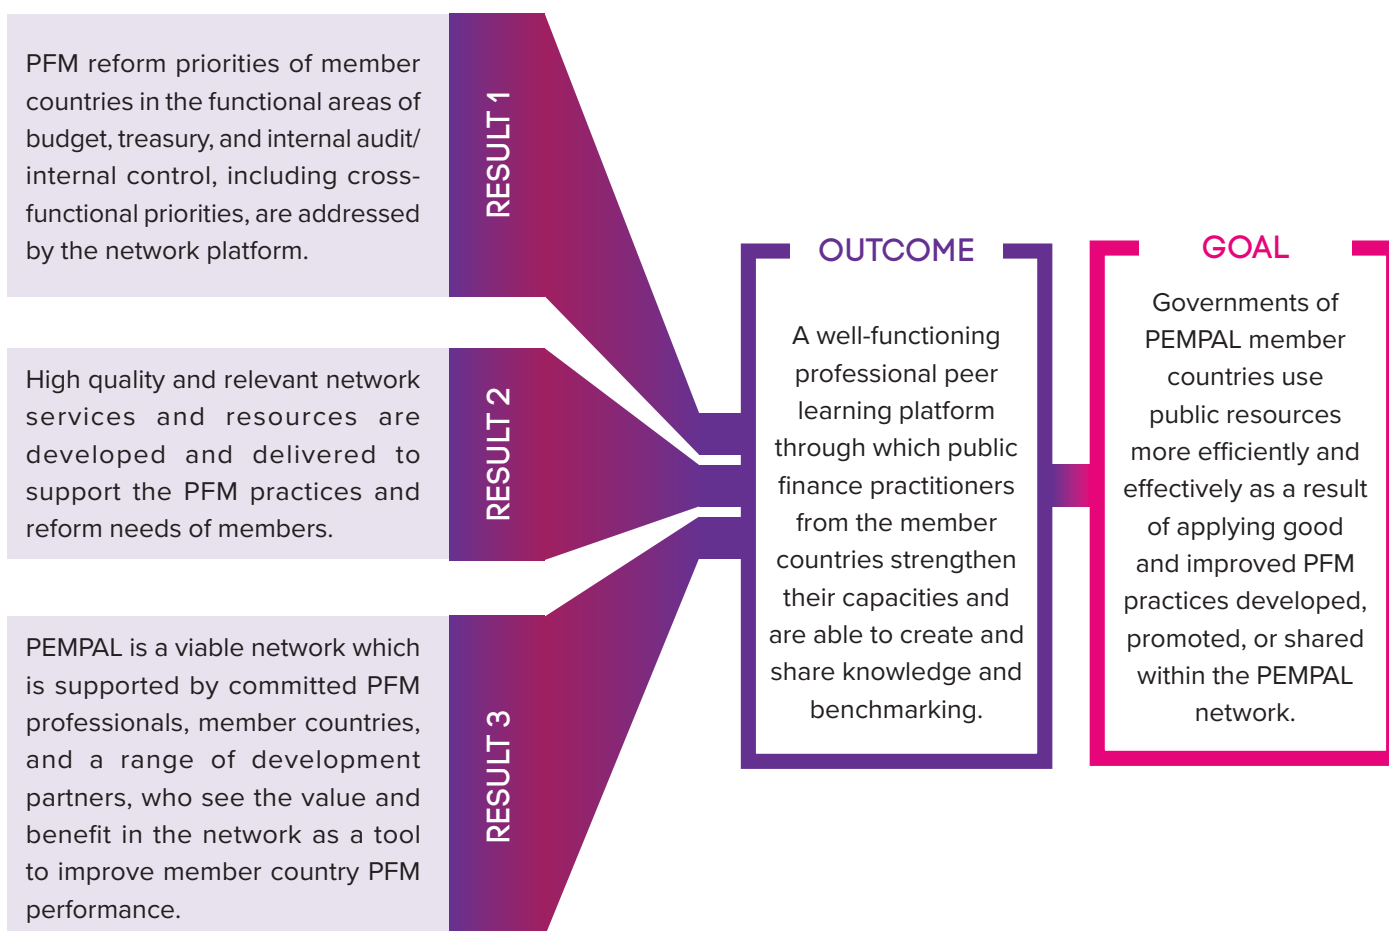 PFM reform priorities of member
countries in the functional areas of
budget, treasury, and internal audit/
internal control, including cross-
functional priorities, are addressed
by the network platform.
RESULT 1
High quality and relevant network
services and resources are
developed and delivered to
support the PFM practices and
reform needs of members.
RESULT 2
PEMPAL is a viable network which
is supported by committed PFM
professionals, member countries,
and a range of development
partners, who see the value and
benefit in the network as a tool
to improve member country PFM
performance.
RESULT 3
OUTCOME
A well-functioning
professional peer
learning platform
through which public
finance practitioners
from the member
countries strengthen
their capacities and
are able to create and
share knowledge and
benchmarking.
GOAL
Governments of
PEMPAL member
countries use
public resources
more efficiently and
effectively as a result
of applying good
and improved PFM
practices developed,
promoted, or shared
within the PEMPAL
network.